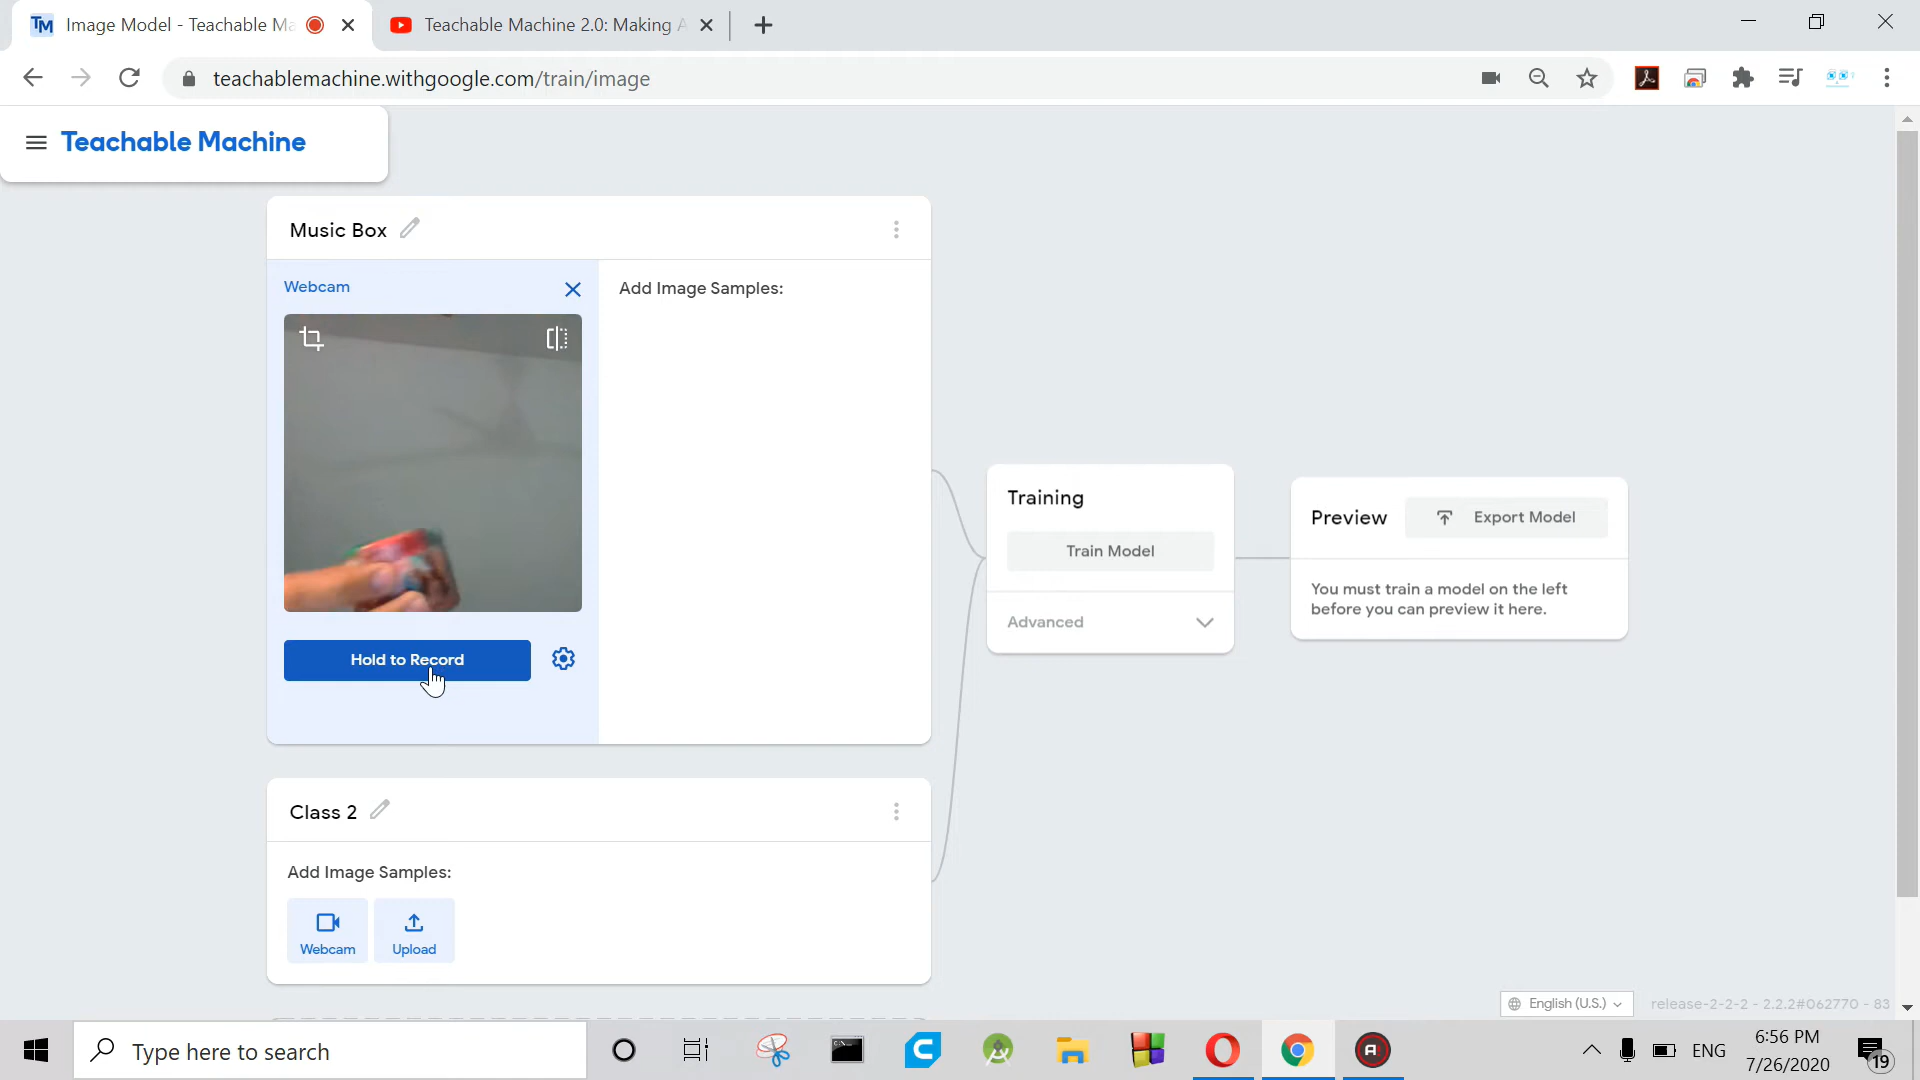 Image Model - Teachable Ma
Teachable Machine 2.0: Making A
teachablemachine.withgoogle.com/train/image
Teachable Machine
Music Box
Webcam
Add Image Samples:
Hold to Record
Training
Train Model
Advanced
Preview
Export Model
You must train a model on the left
before you can preview it here.
Class 2
Add Image Samples:
Webcam
Upload
English (U.S.)
release-2-2-2 - 2.2.2#062770 - 83
Type here to search
ENG
6:56 PM
7/26/2020
19